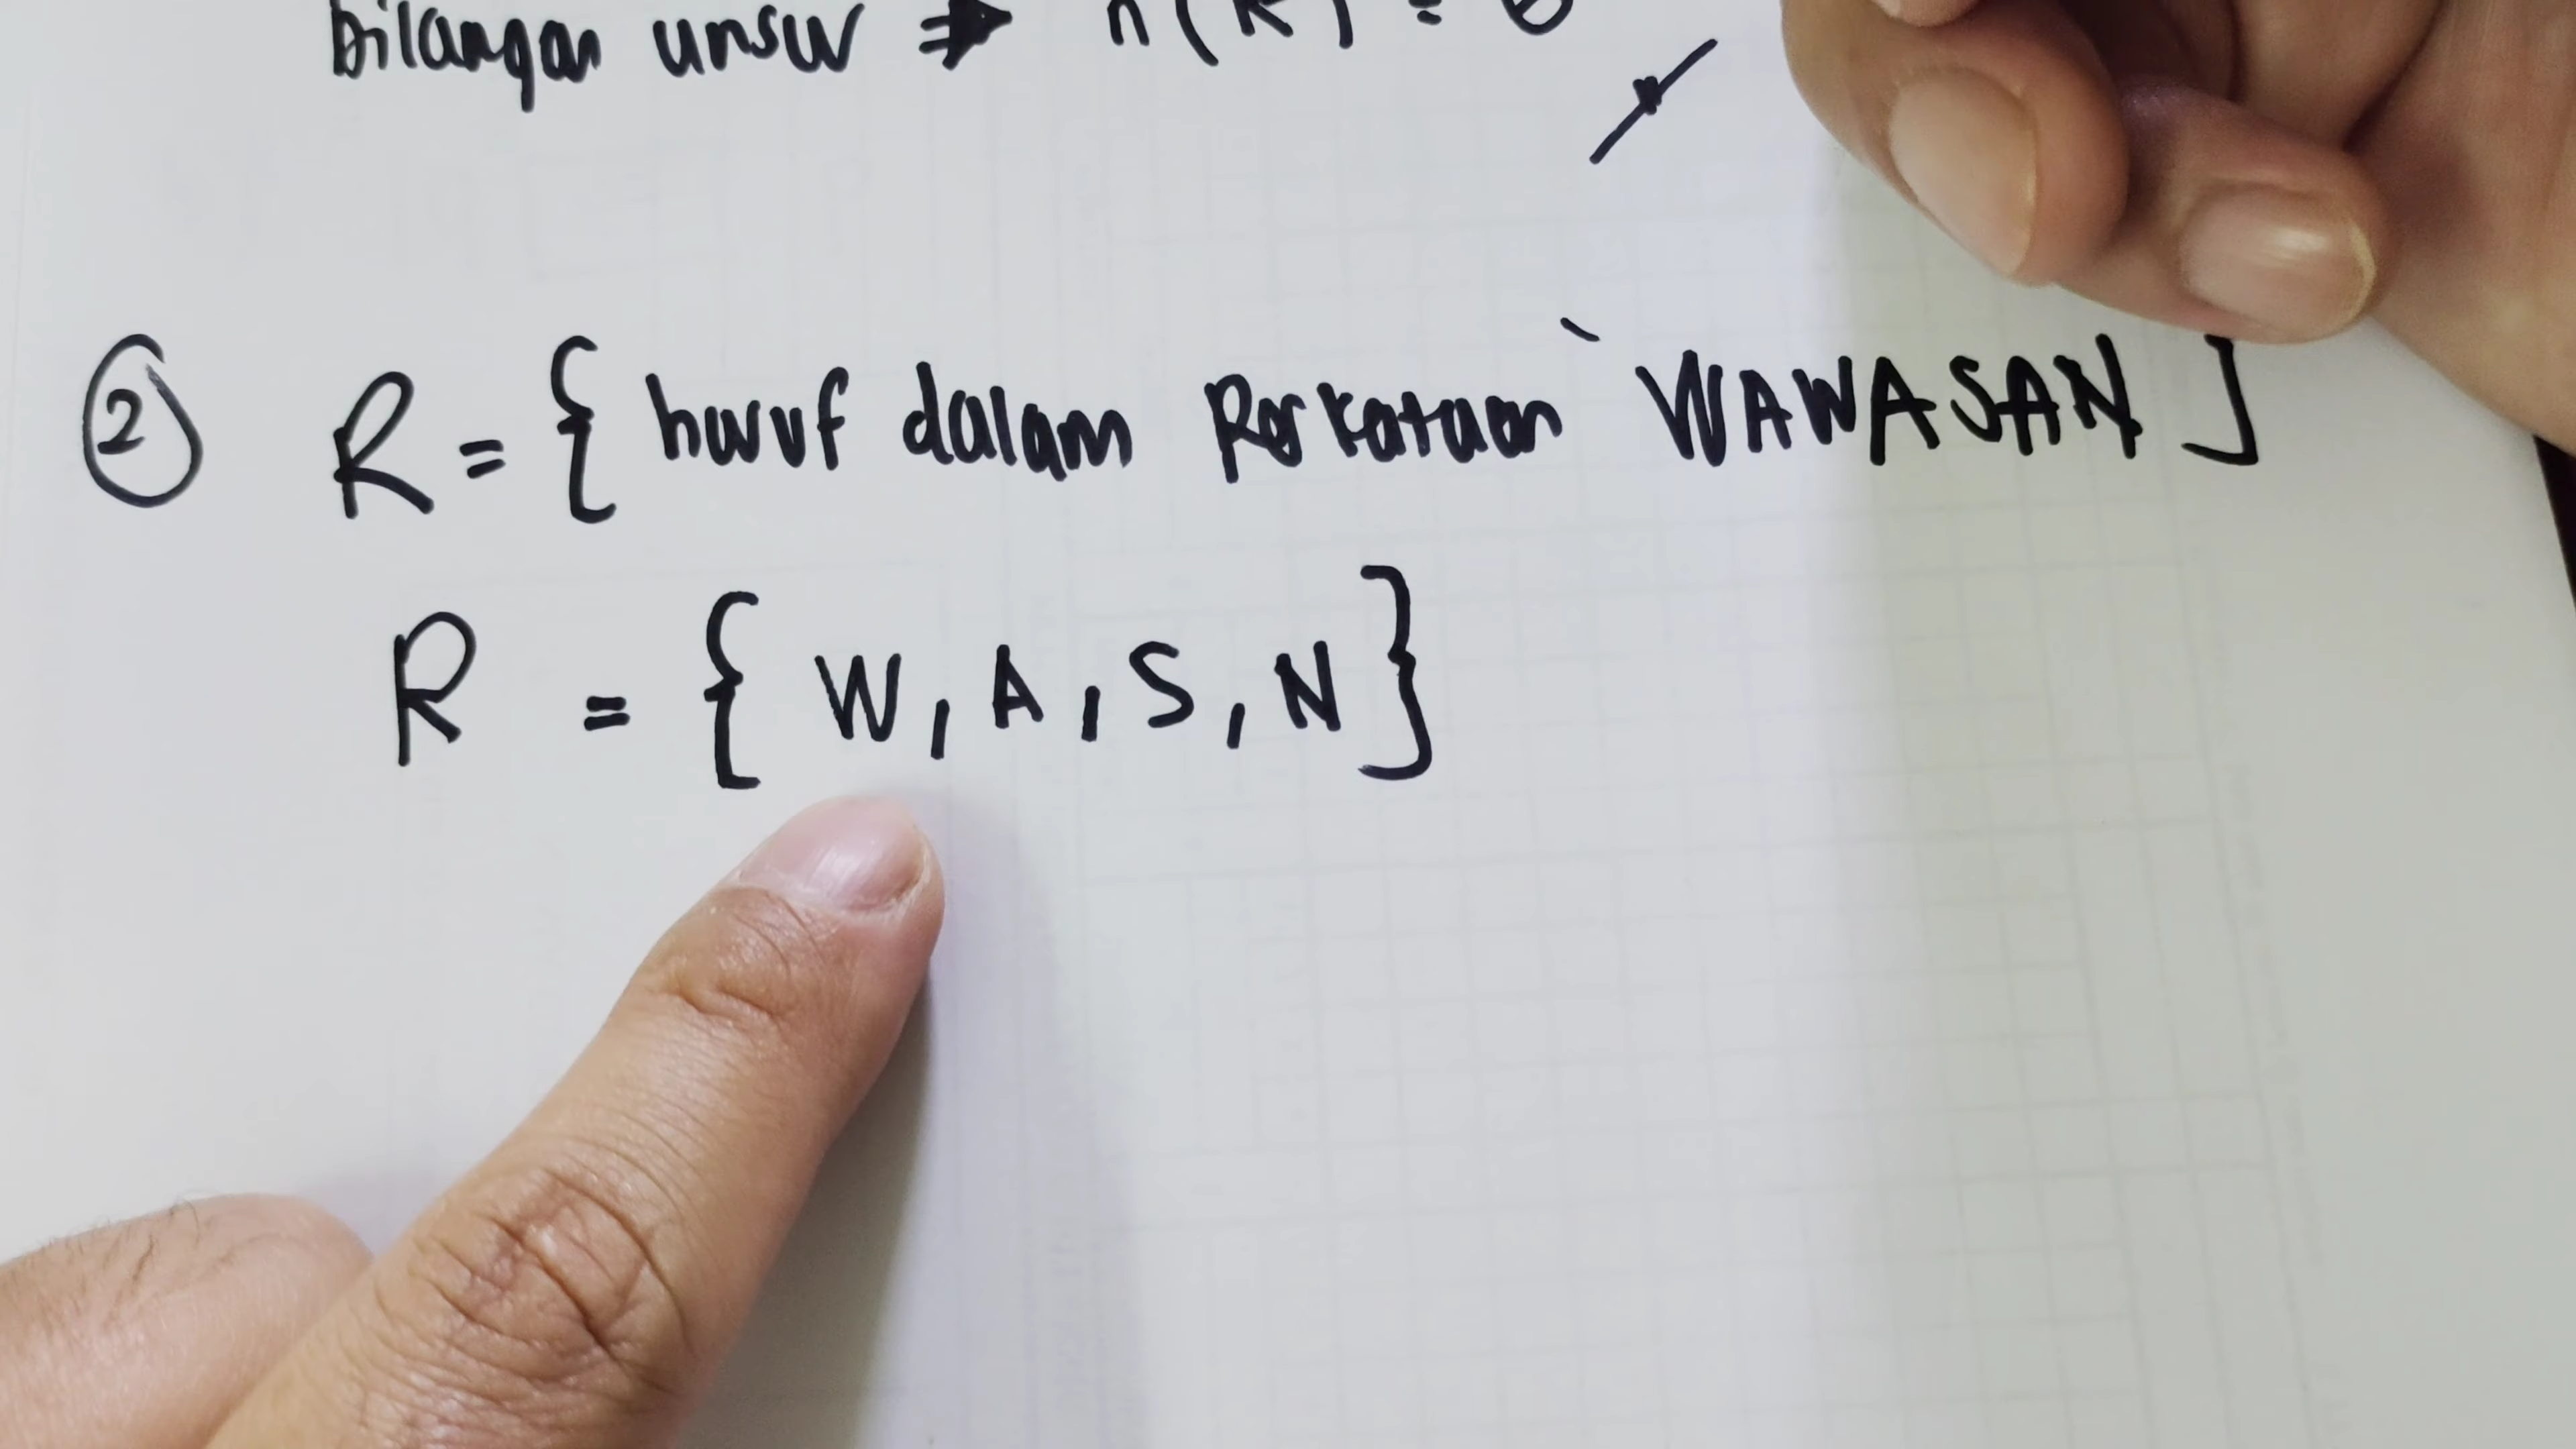 bilangan unsur ⇒ n(K) =
② R = { huruf dalam Perkataan ` WAWASAN }
R = { W, A, S, N }